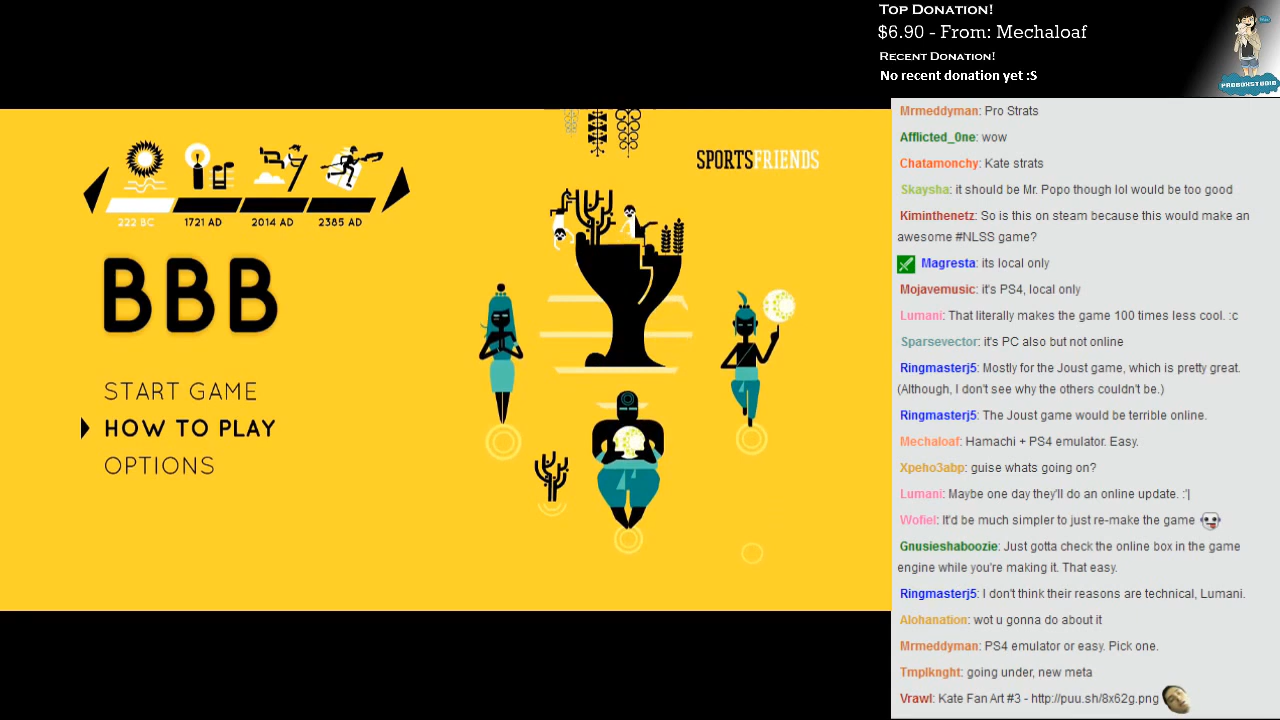 Top Donation!
$6.90 - From: Mechaloaf
Recent Donation!
No recent donation yet :S
PROBOXSTUDIO
SPORTSFRIENDS
222 BC
1721 AD
2014 AD
2385 AD
BBB
START GAME
HOW TO PLAY
OPTIONS
Mrmeddyman: Pro Strats
Afflicted_0ne: wow
Chatamonchy: Kate strats
Skaysha: it should be Mr. Popo though lol would be too good
Kiminthenetz: So is this on steam because this would make an
awesome #NLSS game?
Magresta: its local only
Mojavemusic: it's PS4, local only
Lumani: That literally makes the game 100 times less cool. :c
Sparsevector: it's PC also but not online
Ringmasterj5: Mostly for the Joust game, which is pretty great.
(Although, I don't see why the others couldn't be.)
Ringmasterj5: The Joust game would be terrible online.
Mechaloaf: Hamachi + PS4 emulator. Easy.
Xpeho3abp: guise whats going on?
Lumani: Maybe one day they'll do an online update. :']
Wofiel: It'd be much simpler to just re-make the game
Gnusieshaboozie: Just gotta check the online box in the game
engine while you're making it. That easy.
Ringmasterj5: I don't think their reasons are technical, Lumani.
Alohanation: wot u gonna do about it
Mrmeddyman: PS4 emulator or easy. Pick one.
Tmplknght: going under, new meta
Vrawl: Kate Fan Art #3 - http://puu.sh/8x62g.png